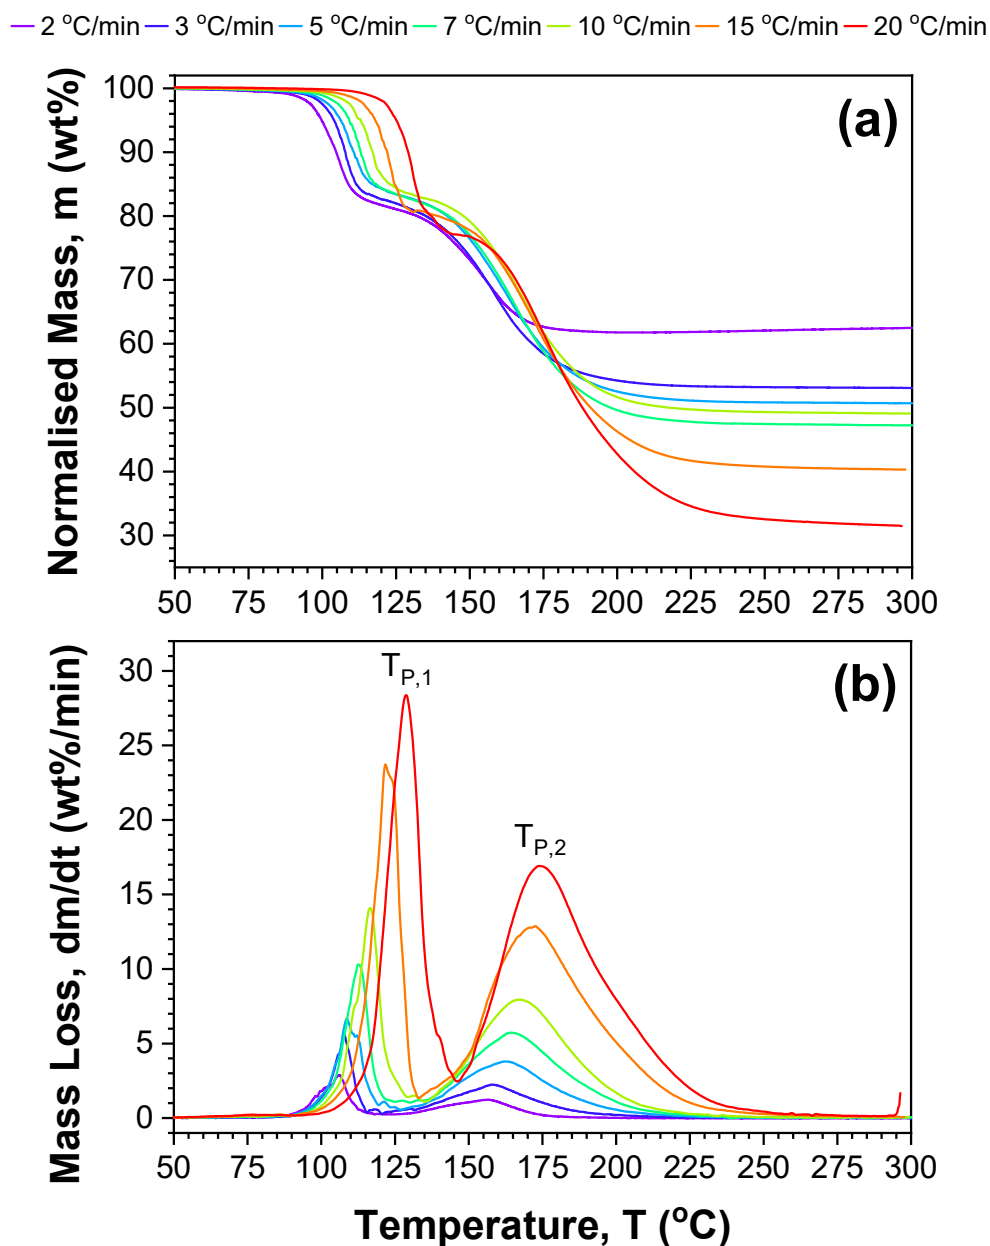 2 °C/min 3 °C/min 5 °C/min 7 °C/min 10 °C/min 15 °C/min 20 °C/min
(a)
Normalised Mass, m (wt%)
100
90
80
70
60
50
40
30
50 75 100 125 150 175 200 225 250 275 300
(b)
Mass Loss, dm/dt (wt%/min)
T_P,1
T_P,2
30
25
20
15
10
5
0
50 75 100 125 150 175 200 225 250 275 300
Temperature, T (°C)